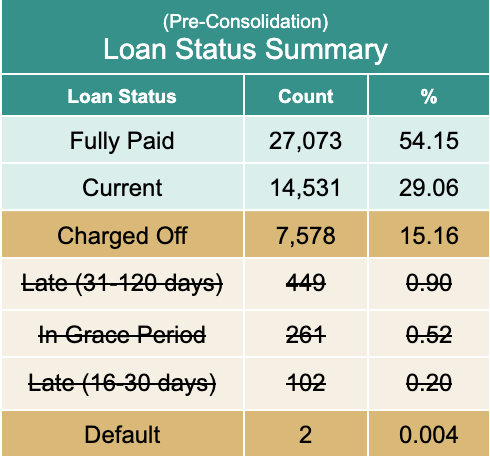 (Pre-Consolidation)
Loan Status Summary
Loan Status Count %
Fully Paid 27,073 54.15
Current 14,531 29.06
Charged Off 7,578 15.16
Late (31-120 days) 449 0.90
In Grace Period 261 0.52
Late (16-30 days) 102 0.20
Default 2 0.004